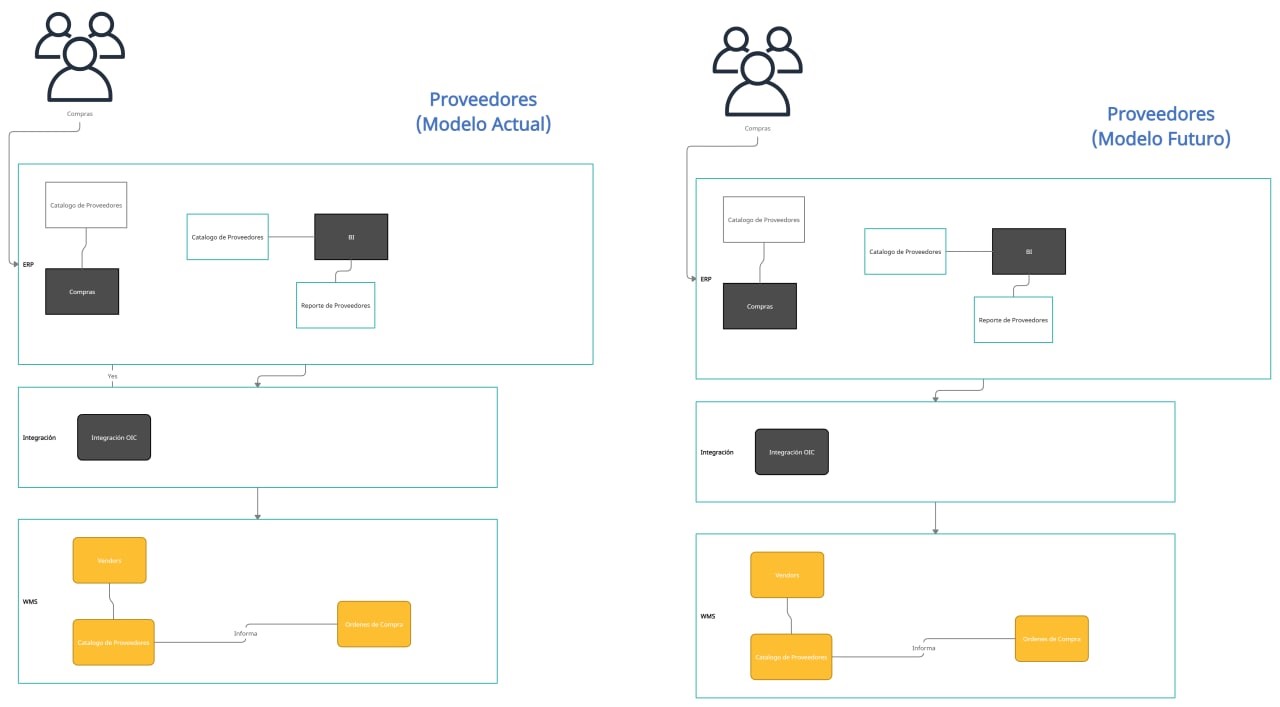 Compras
Proveedores
(Modelo Actual)
Catalogo de Proveedores
Catalogo de Proveedores
BI
ERP
Compras
Reporte de Proveedores
Yes
Integración
Integración OIC
Vendors
WMS
Catalogo de Proveedores
Informa
Ordenes de Compra
Compras
Proveedores
(Modelo Futuro)
Catalogo de Proveedores
Catalogo de Proveedores
BI
ERP
Compras
Reporte de Proveedores
Integración
Integración OIC
Vendors
WMS
Catalogo de Proveedores
Informa
Ordenes de Compra